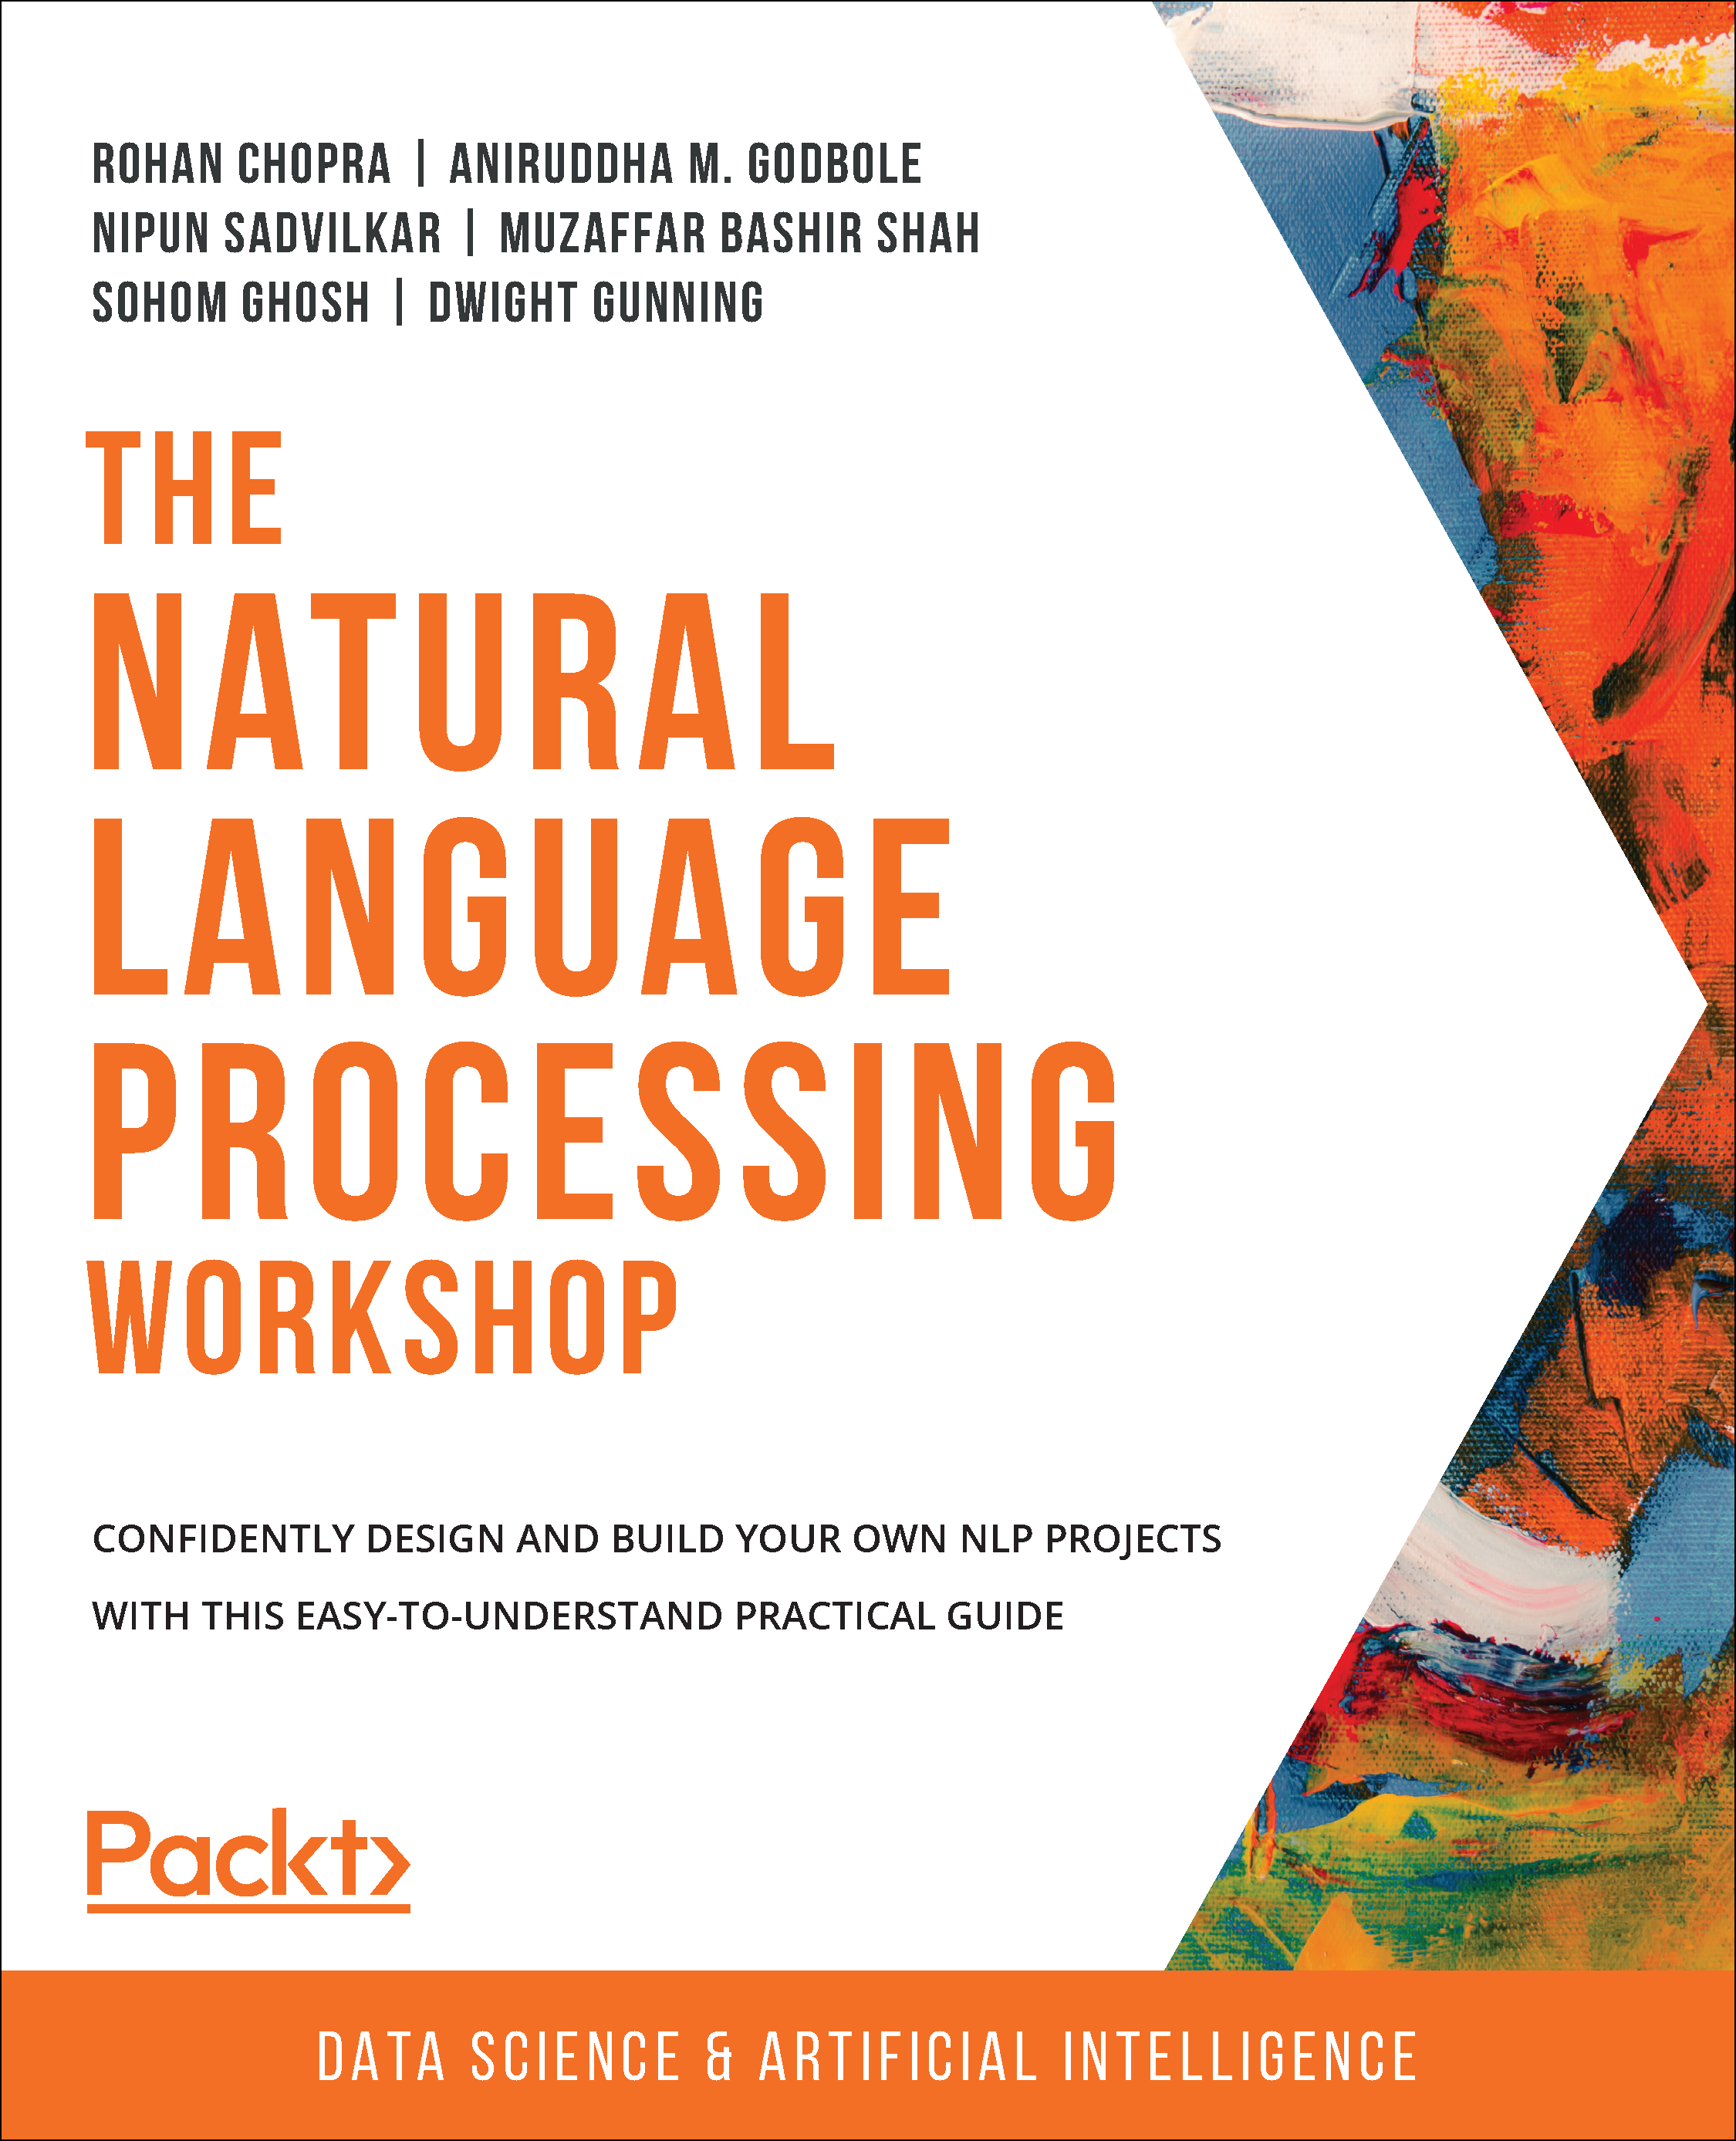 ROHAN CHOPRA | ANIRUDDHA M. GODBOLE
NIPUN SADVILKAR | MUZAFFAR BASHIR SHAH
SOHOM GHOSH | DWIGHT GUNNING
THE
NATURAL
LANGUAGE
PROCESSING
WORKSHOP
CONFIDENTLY DESIGN AND BUILD YOUR OWN NLP PROJECTS
WITH THIS EASY-TO-UNDERSTAND PRACTICAL GUIDE
Packt>
DATA SCIENCE & ARTIFICIAL INTELLIGENCE